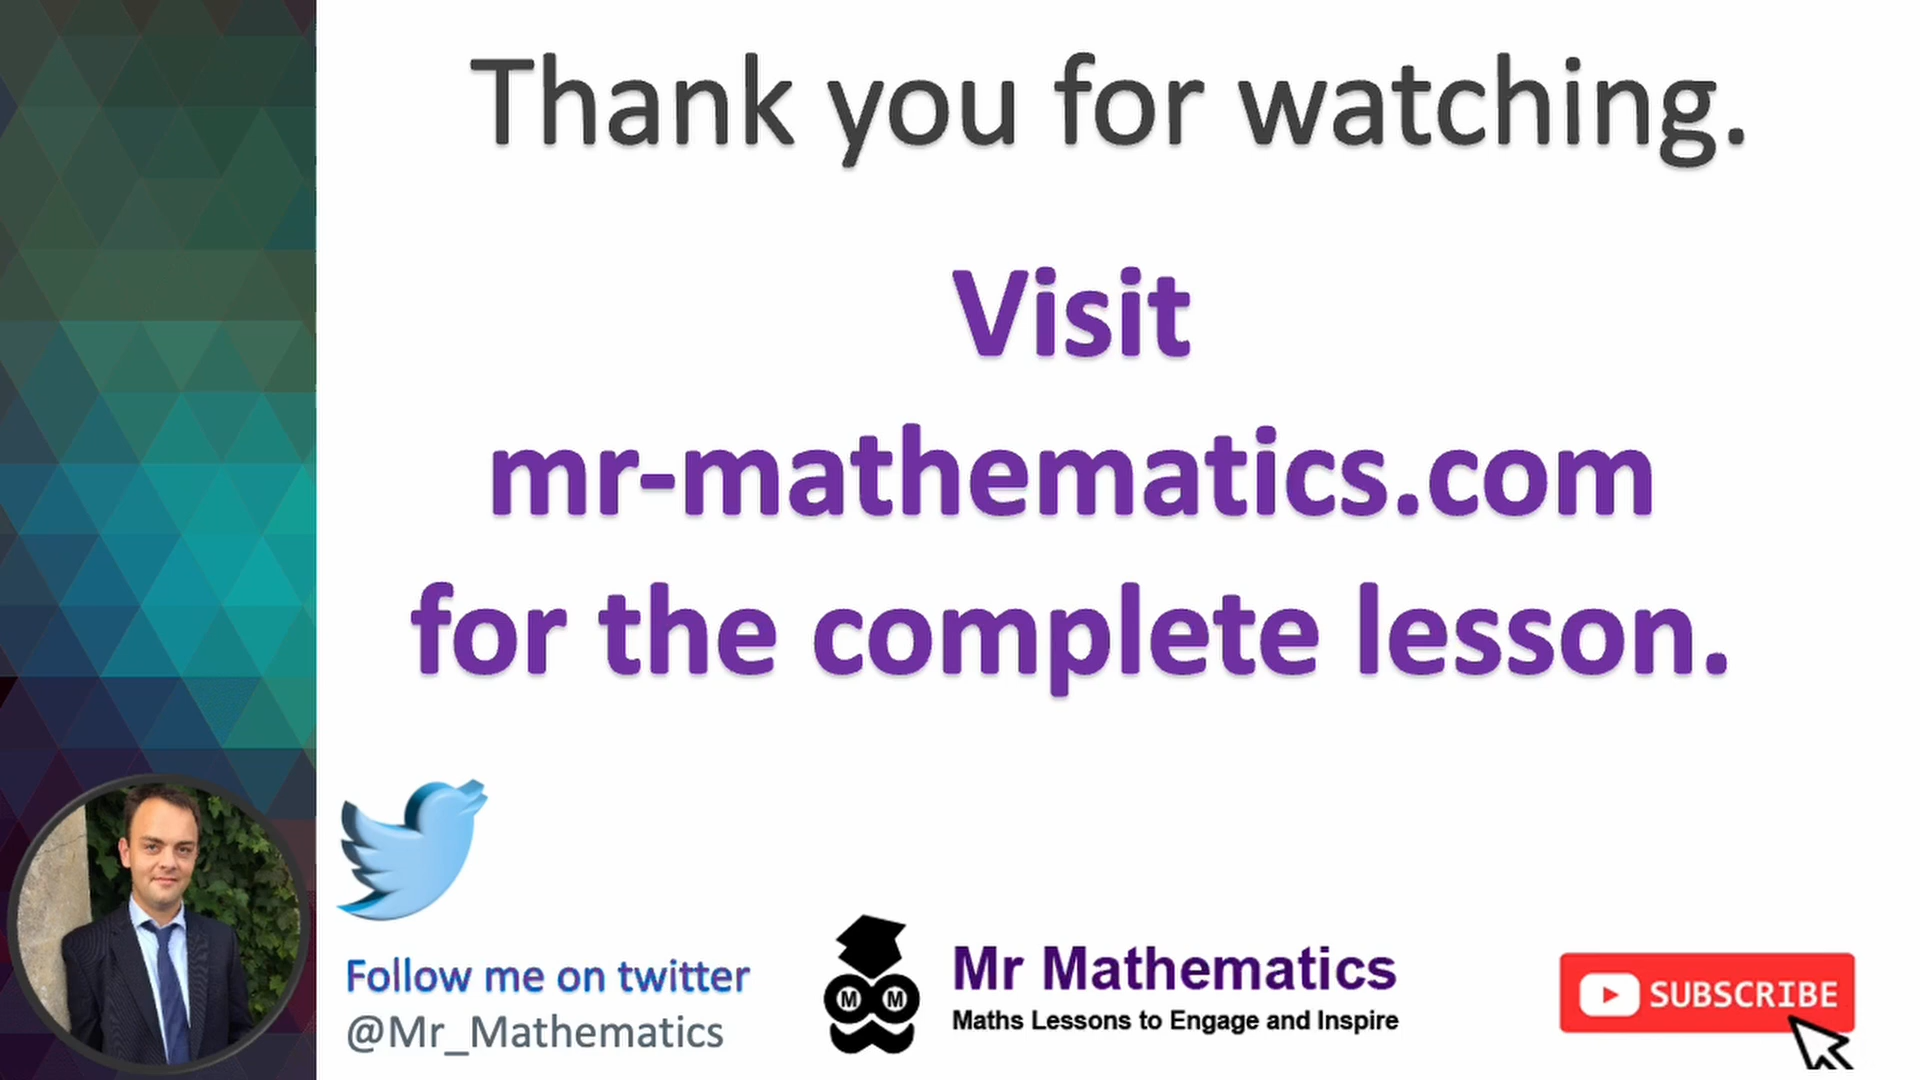 Thank you for watching.
Visit
mr-mathematics.com
for the complete lesson.
Follow me on twitter
@Mr_Mathematics
M M
Mr Mathematics
Maths Lessons to Engage and Inspire
SUBSCRIBE